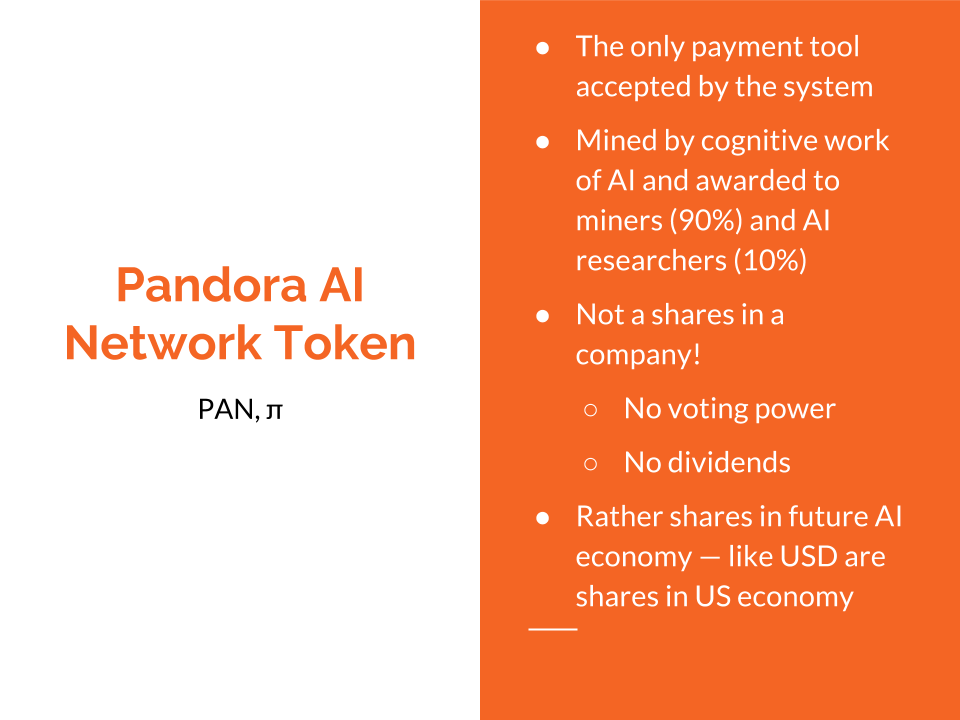 Pandora AI
Network Token
PAN, π
● The only payment tool
accepted by the system
● Mined by cognitive work
of AI and awarded to
miners (90%) and AI
researchers (10%)
● Not a shares in a
company!
○ No voting power
○ No dividends
● Rather shares in future AI
economy — like USD are
shares in US economy